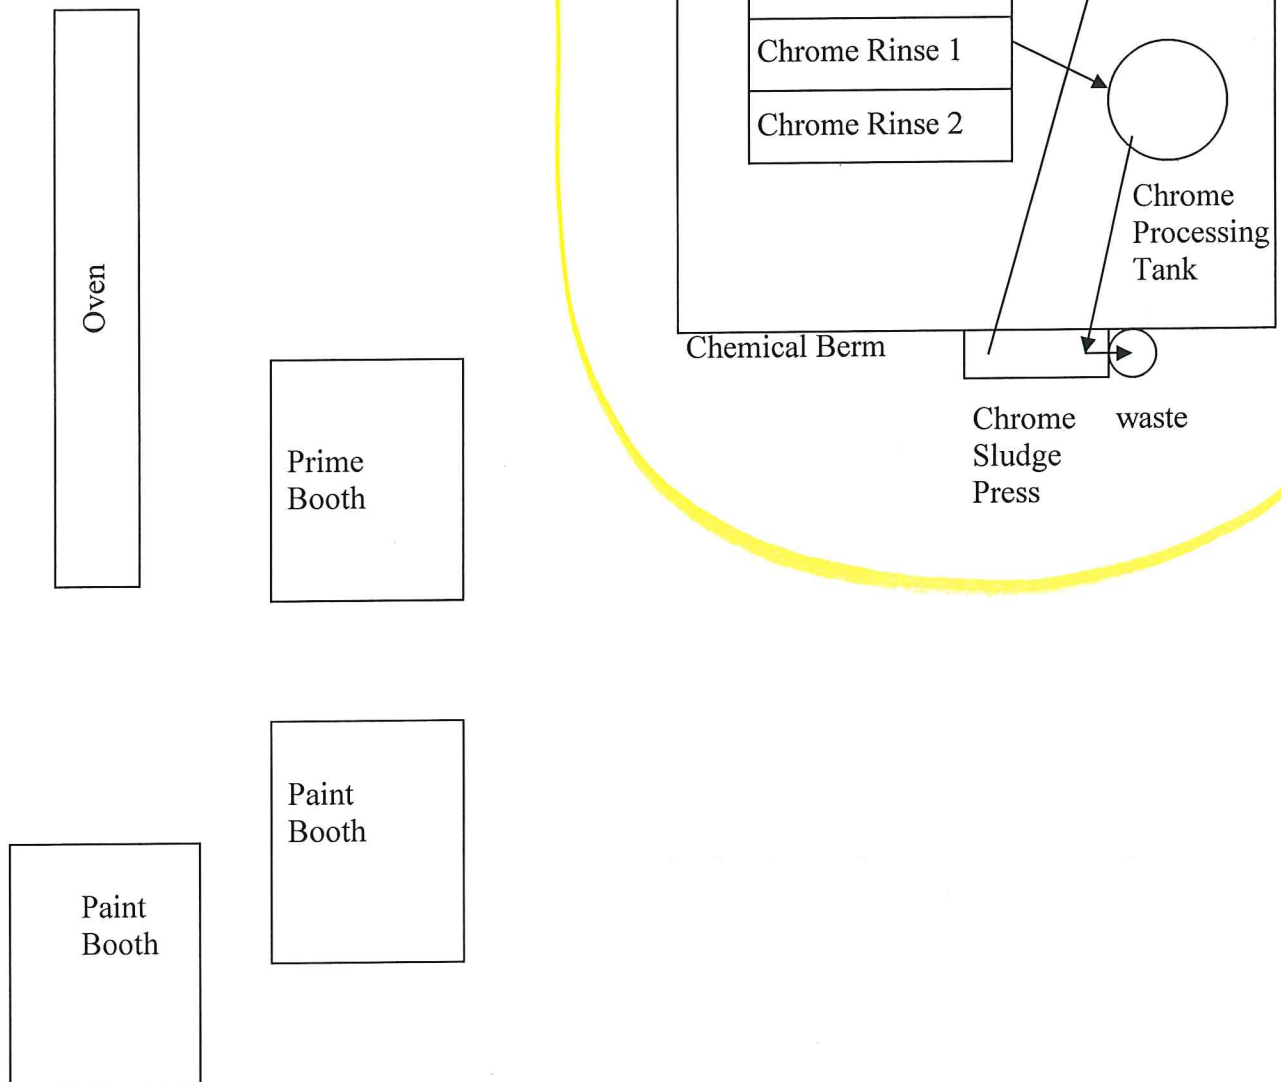 Chrome Rinse 1
Chrome Rinse 2
Chrome
Processing
Tank
Oven
Chemical Berm
Chrome
Sludge
Press
waste
Prime
Booth
Paint
Booth
Paint
Booth